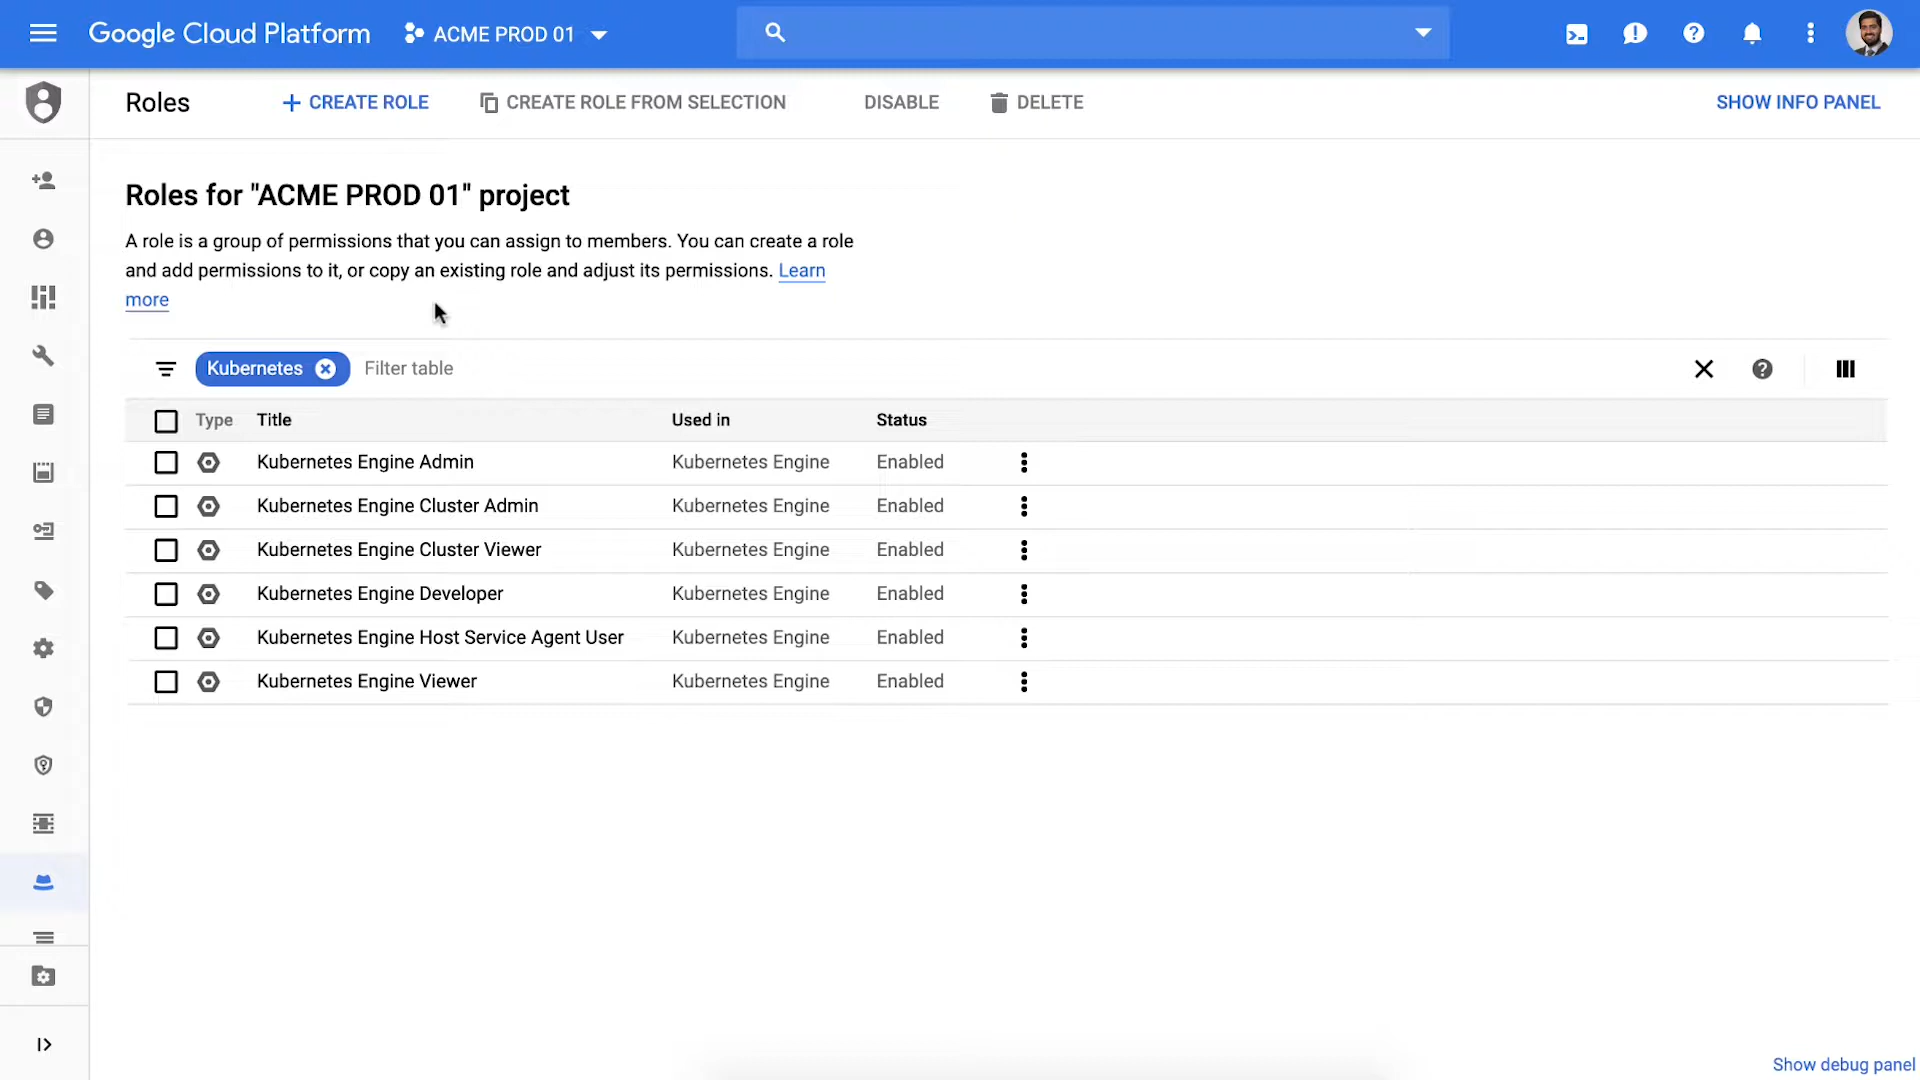 Google Cloud Platform
ACME PROD 01
Roles
CREATE ROLE
CREATE ROLE FROM SELECTION
DISABLE
DELETE
SHOW INFO PANEL
Roles for "ACME PROD 01" project
A role is a group of permissions that you can assign to members. You can create a role
and add permissions to it, or copy an existing role and adjust its permissions. Learn
more
Kubernetes
Filter table
Type Title Used in Status
Kubernetes Engine Admin Kubernetes Engine Enabled
Kubernetes Engine Cluster Admin Kubernetes Engine Enabled
Kubernetes Engine Cluster Viewer Kubernetes Engine Enabled
Kubernetes Engine Developer Kubernetes Engine Enabled
Kubernetes Engine Host Service Agent User Kubernetes Engine Enabled
Kubernetes Engine Viewer Kubernetes Engine Enabled
Show debug panel